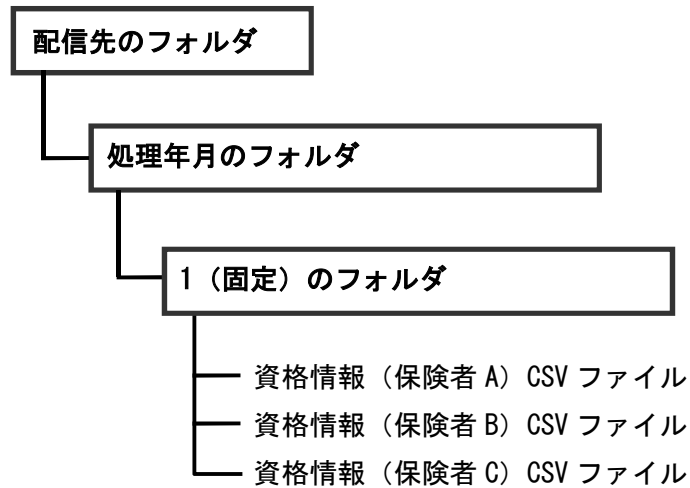 配信先のフォルダ
処理年月のフォルダ
1（固定）のフォルダ
資格情報（保険者 A）CSV ファイル
資格情報（保険者 B）CSV ファイル
資格情報（保険者 C）CSV ファイル